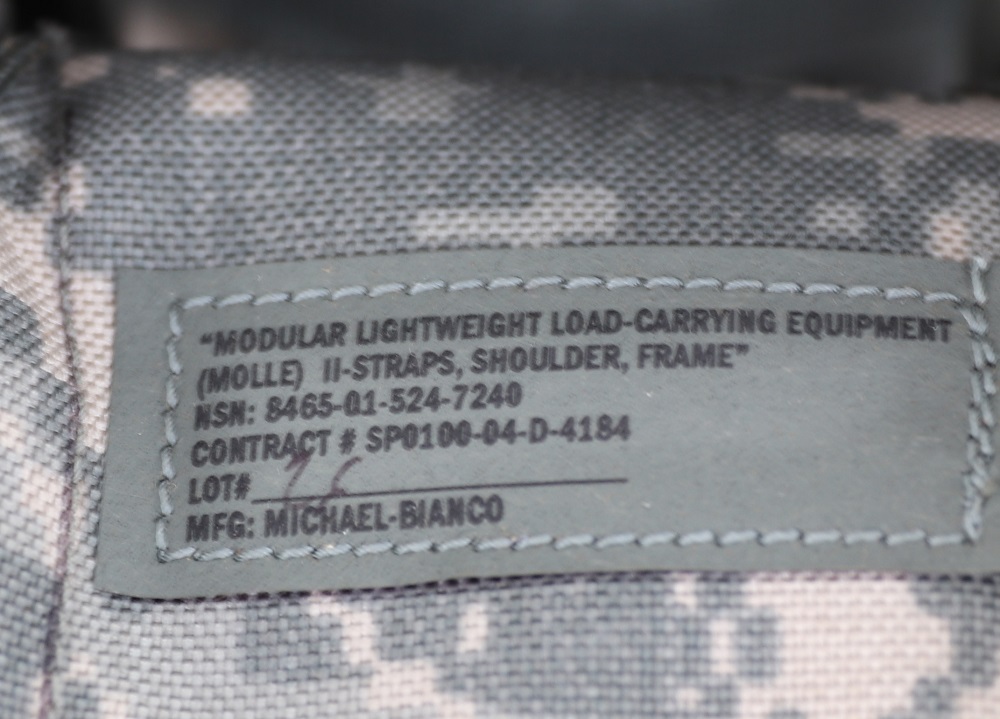 "MODULAR LIGHTWEIGHT LOAD-CARRYING EQUIPMENT
(MOLLE) II-STRAPS, SHOULDER, FRAME"
NSN: 8465-01-524-7240
CONTRACT # SP0100-04-D-4184
LOT#
MFG: MICHAEL-BIANCO